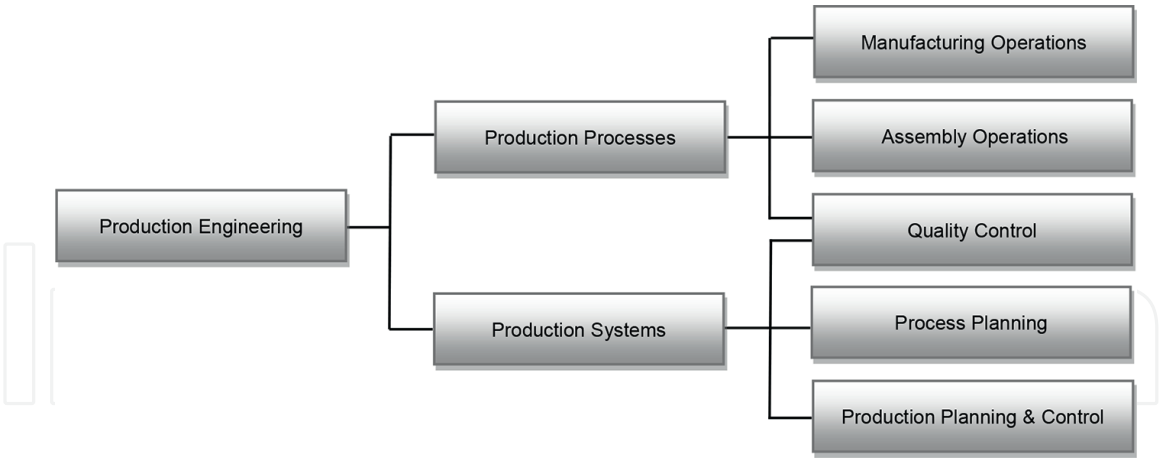 Production Engineering
Production Processes
Production Systems
Manufacturing Operations
Assembly Operations
Quality Control
Process Planning
Production Planning & Control